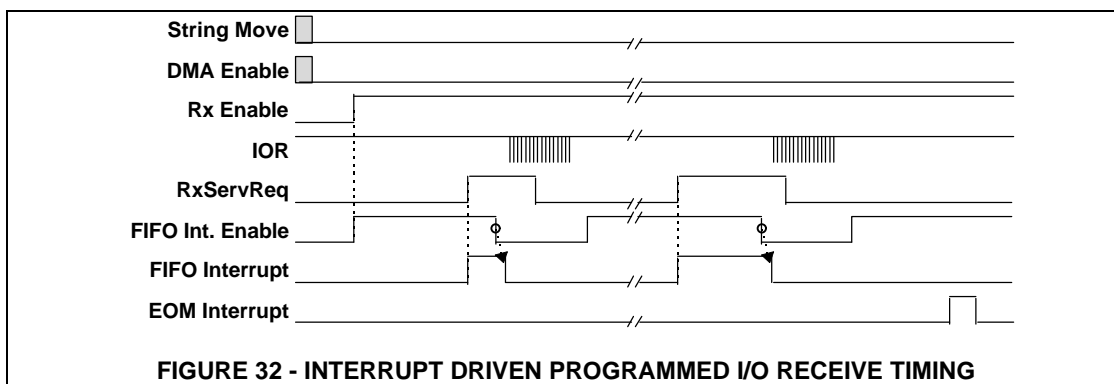 String Move
DMA Enable
Rx Enable
IOR
RxServReq
FIFO Int. Enable
FIFO Interrupt
EOM Interrupt
FIGURE 32 - INTERRUPT DRIVEN PROGRAMMED I/O RECEIVE TIMING